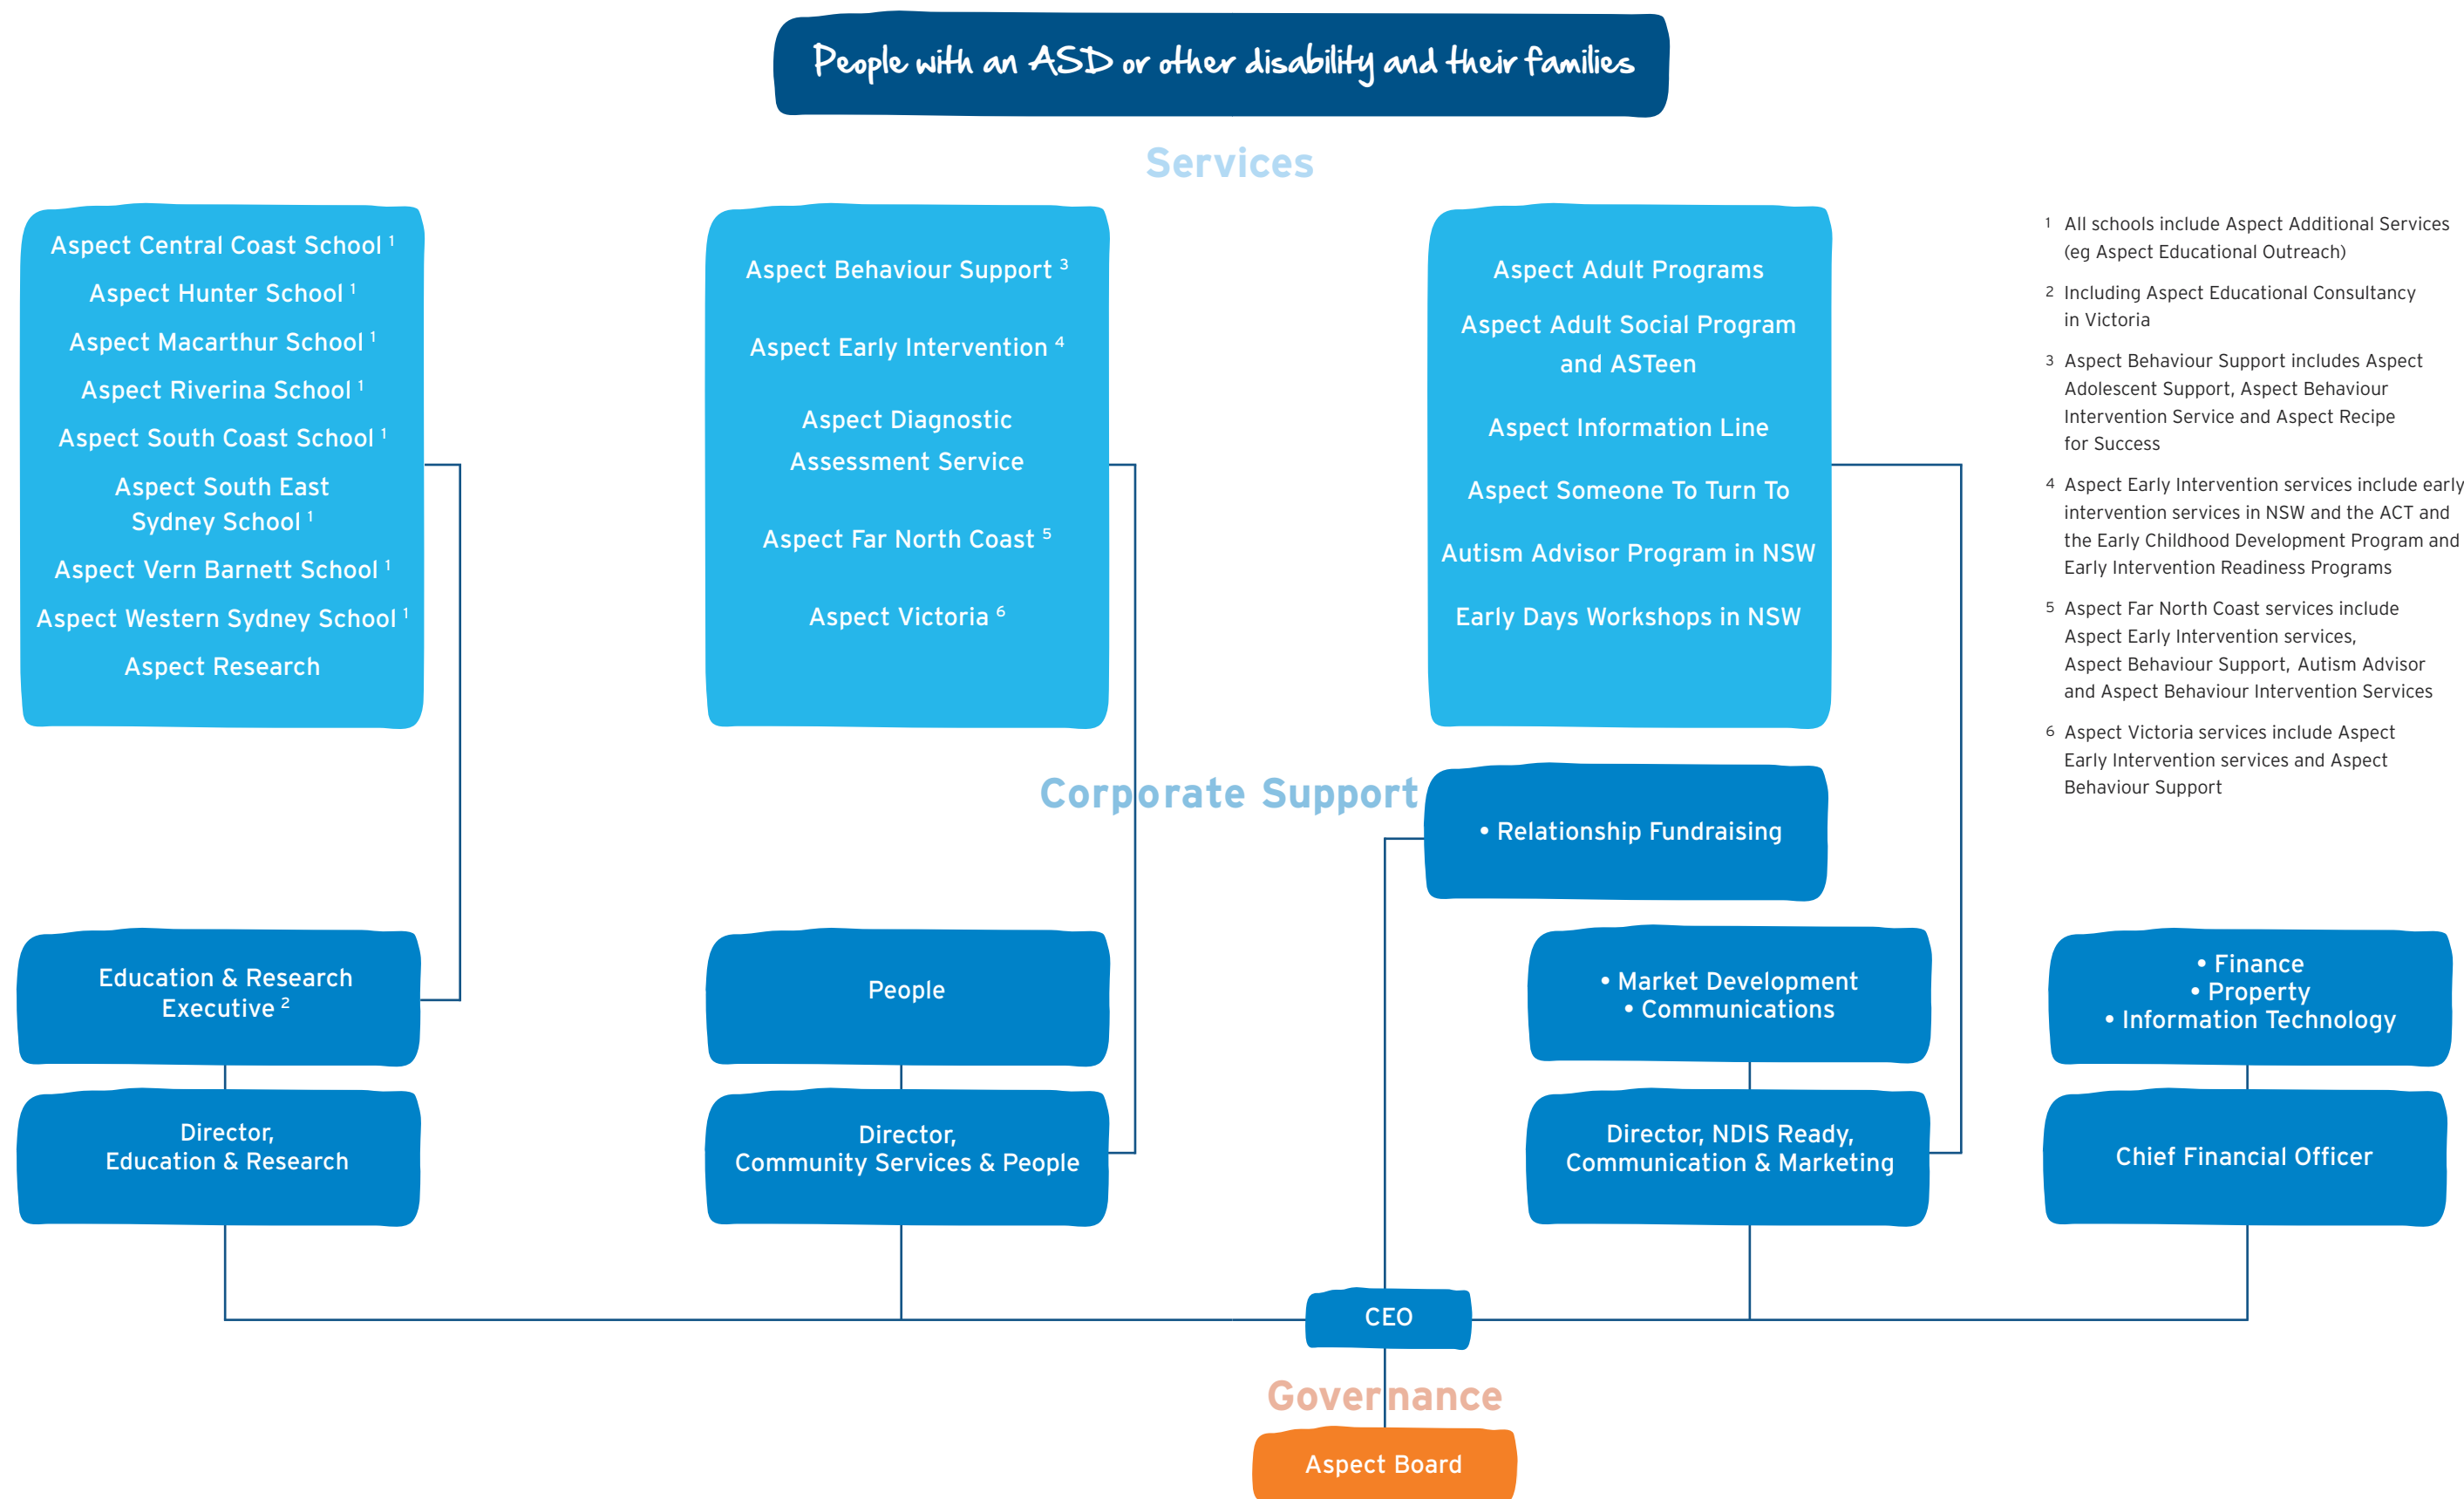 People with an ASD or other disability and their families
Services
Aspect Central Coast School 1
Aspect Hunter School 1
Aspect Macarthur School 1
Aspect Riverina School 1
Aspect South Coast School 1
Aspect South East
Sydney School 1
Aspect Vern Barnett School 1
Aspect Western Sydney School 1
Aspect Research
Aspect Behaviour Support 3
Aspect Early Intervention 4
Aspect Diagnostic
Assessment Service
Aspect Far North Coast 5
Aspect Victoria 6
Aspect Adult Programs
Aspect Adult Social Program
and ASTeen
Aspect Information Line
Aspect Someone To Turn To
Autism Advisor Program in NSW
Early Days Workshops in NSW
1 All schools include Aspect Additional Services
(eg Aspect Educational Outreach)
2 Including Aspect Educational Consultancy
in Victoria
3 Aspect Behaviour Support includes Aspect
Adolescent Support, Aspect Behaviour
Intervention Service and Aspect Recipe
for Success
4 Aspect Early Intervention services include early
intervention services in NSW and the ACT and
the Early Childhood Development Program and
Early Intervention Readiness Programs
5 Aspect Far North Coast services include
Aspect Early Intervention services,
Aspect Behaviour Support, Autism Advisor
and Aspect Behaviour Intervention Services
6 Aspect Victoria services include Aspect
Early Intervention services and Aspect
Behaviour Support
Corporate Support
• Relationship Fundraising
Education & Research
Executive 2
People
• Market Development
• Communications
• Finance
• Property
• Information Technology
Director,
Education & Research
Director,
Community Services & People
Director, NDIS Ready,
Communication & Marketing
Chief Financial Officer
CEO
Governance
Aspect Board